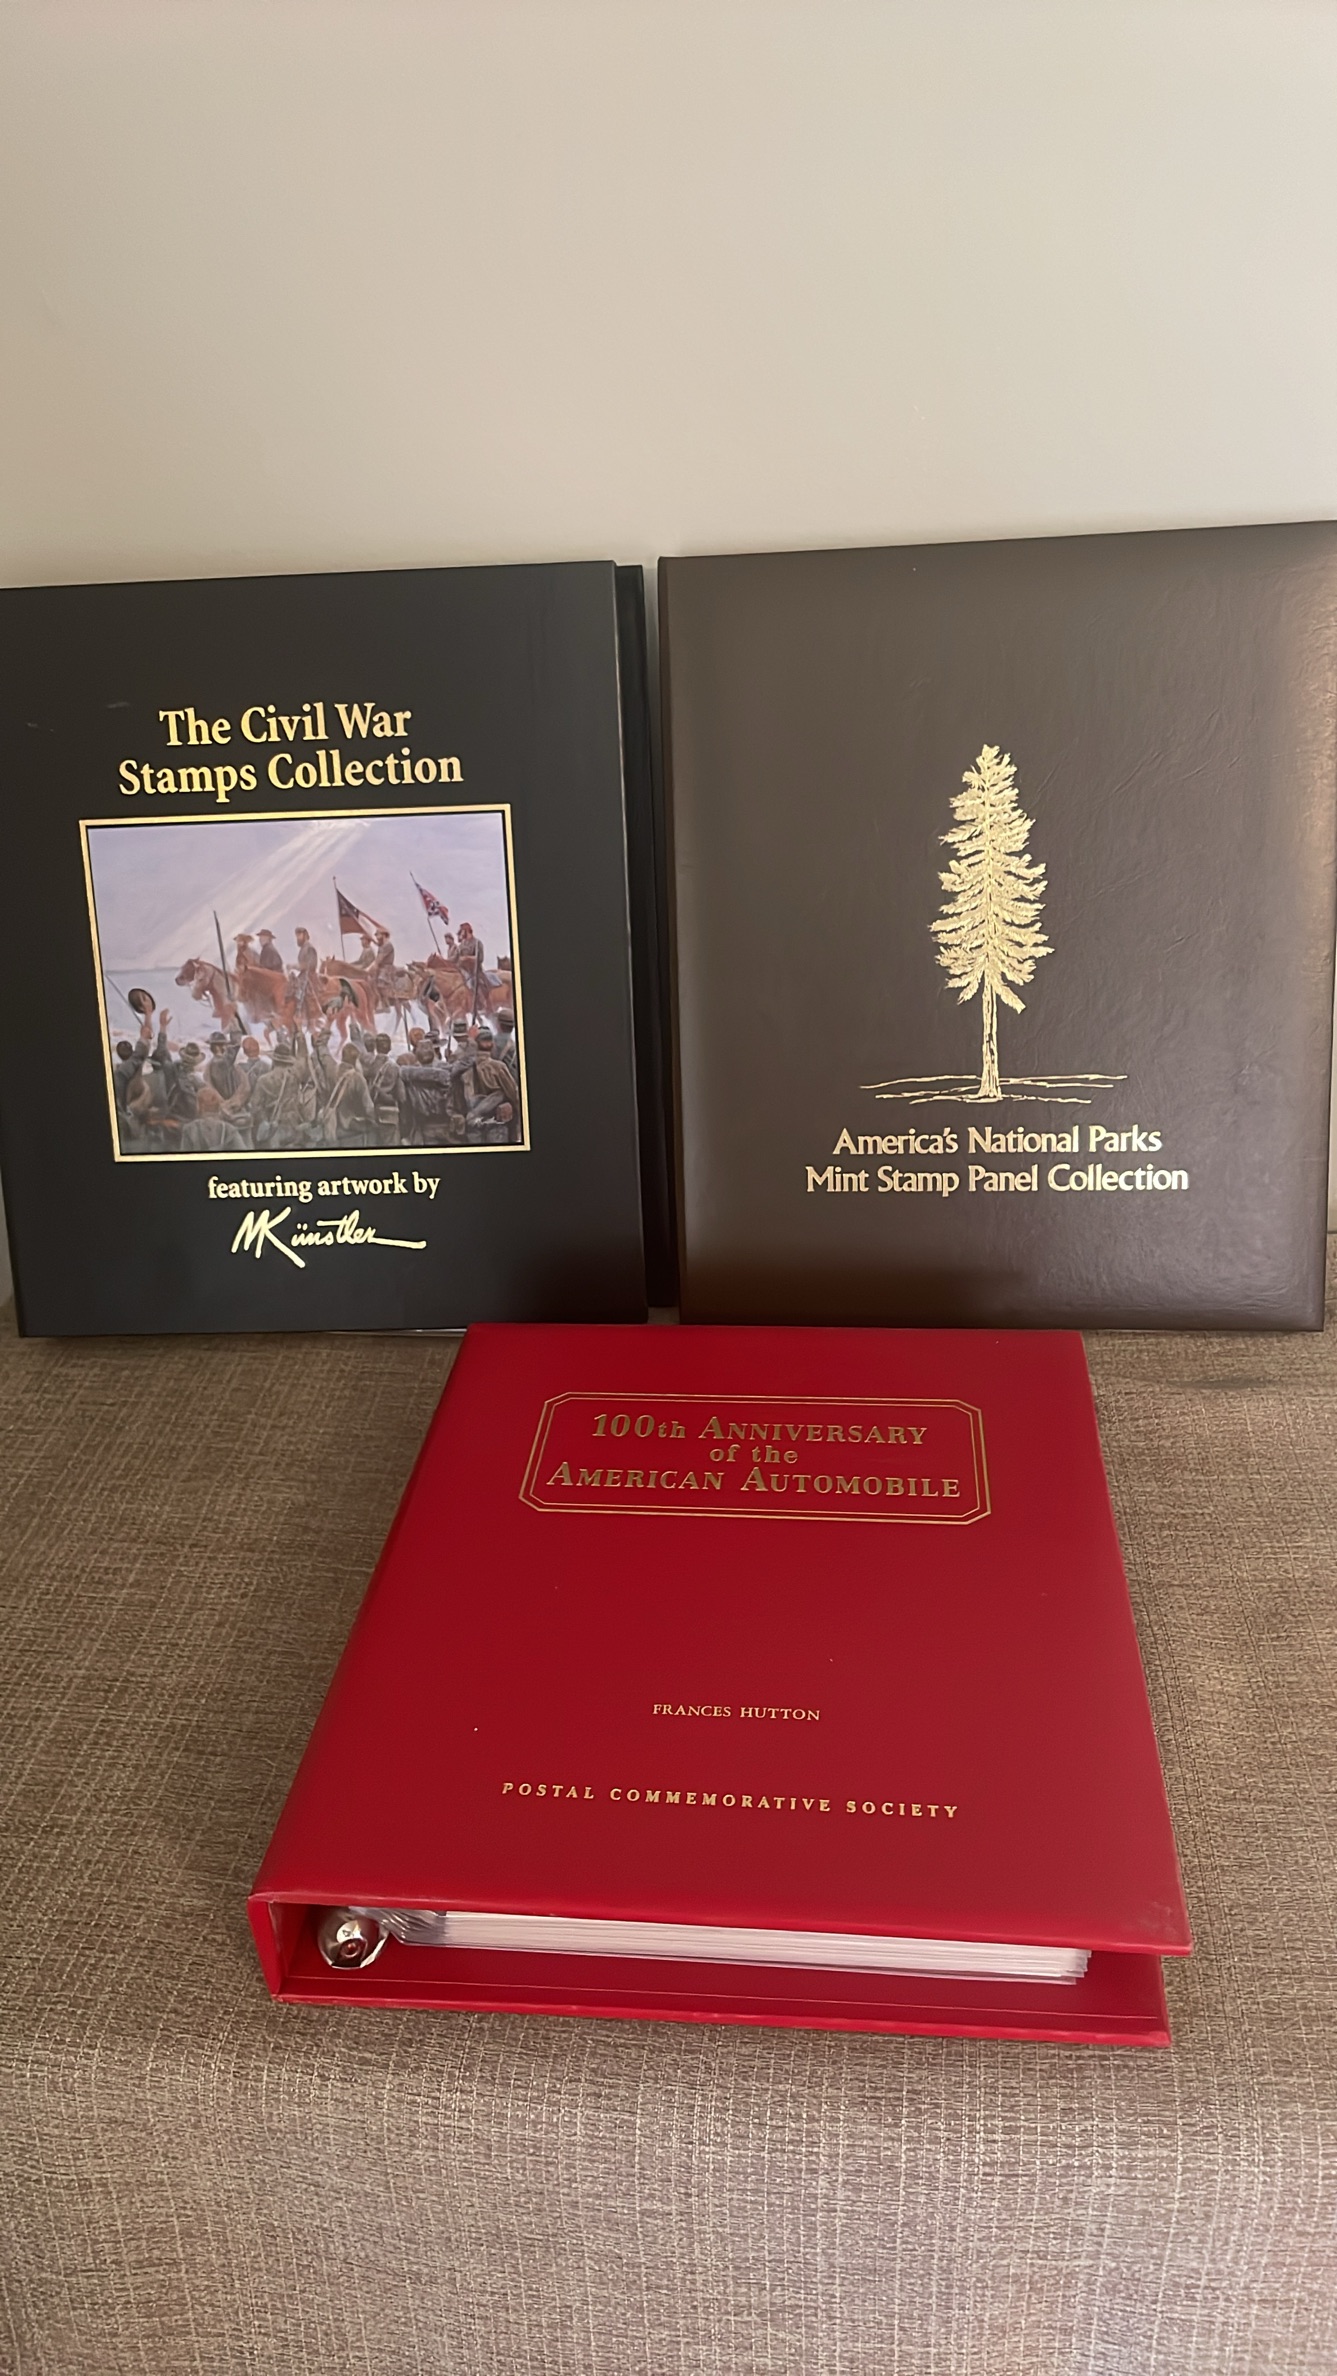 The Civil War
Stamps Collection
featuring artwork by
MKünstler
America's National Parks
Mint Stamp Panel Collection
100th ANNIVERSARY
of the
AMERICAN AUTOMOBILE
FRANCES HUTTON
POSTAL COMMEMORATIVE SOCIETY